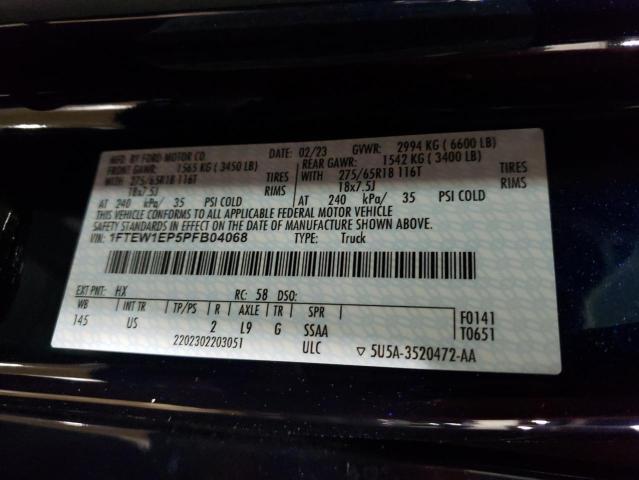 MFD. BY FORD MOTOR CO. DATE: 02/23 GVWR: 2994 KG ( 6600 LB)
FRONT GAWR: 1565 KG ( 3450 LB) REAR GAWR: 1542 KG ( 3400 LB)
WITH 275/65R18 116T TIRES WITH 275/65R18 116T TIRES
18x7.5J RIMS 18x7.5J RIMS
AT 240 kPa/ 35 PSI COLD AT 240 kPa/ 35 PSI COLD
THIS VEHICLE CONFORMS TO ALL APPLICABLE FEDERAL MOTOR VEHICLE
SAFETY STANDARDS IN EFFECT ON THE DATE OF MANUFACTURE SHOWN ABOVE.
VIN: 1FTEW1EP5PFB04068 TYPE: Truck
EXT PNT: HX RC: 58 DSO:
WB INT TR TP/PS R AXLE TR SPR F0141
145 US 2 L9 G SSAA T0651
2202302203051 ULC ▽ 5U5A-3520472-AA